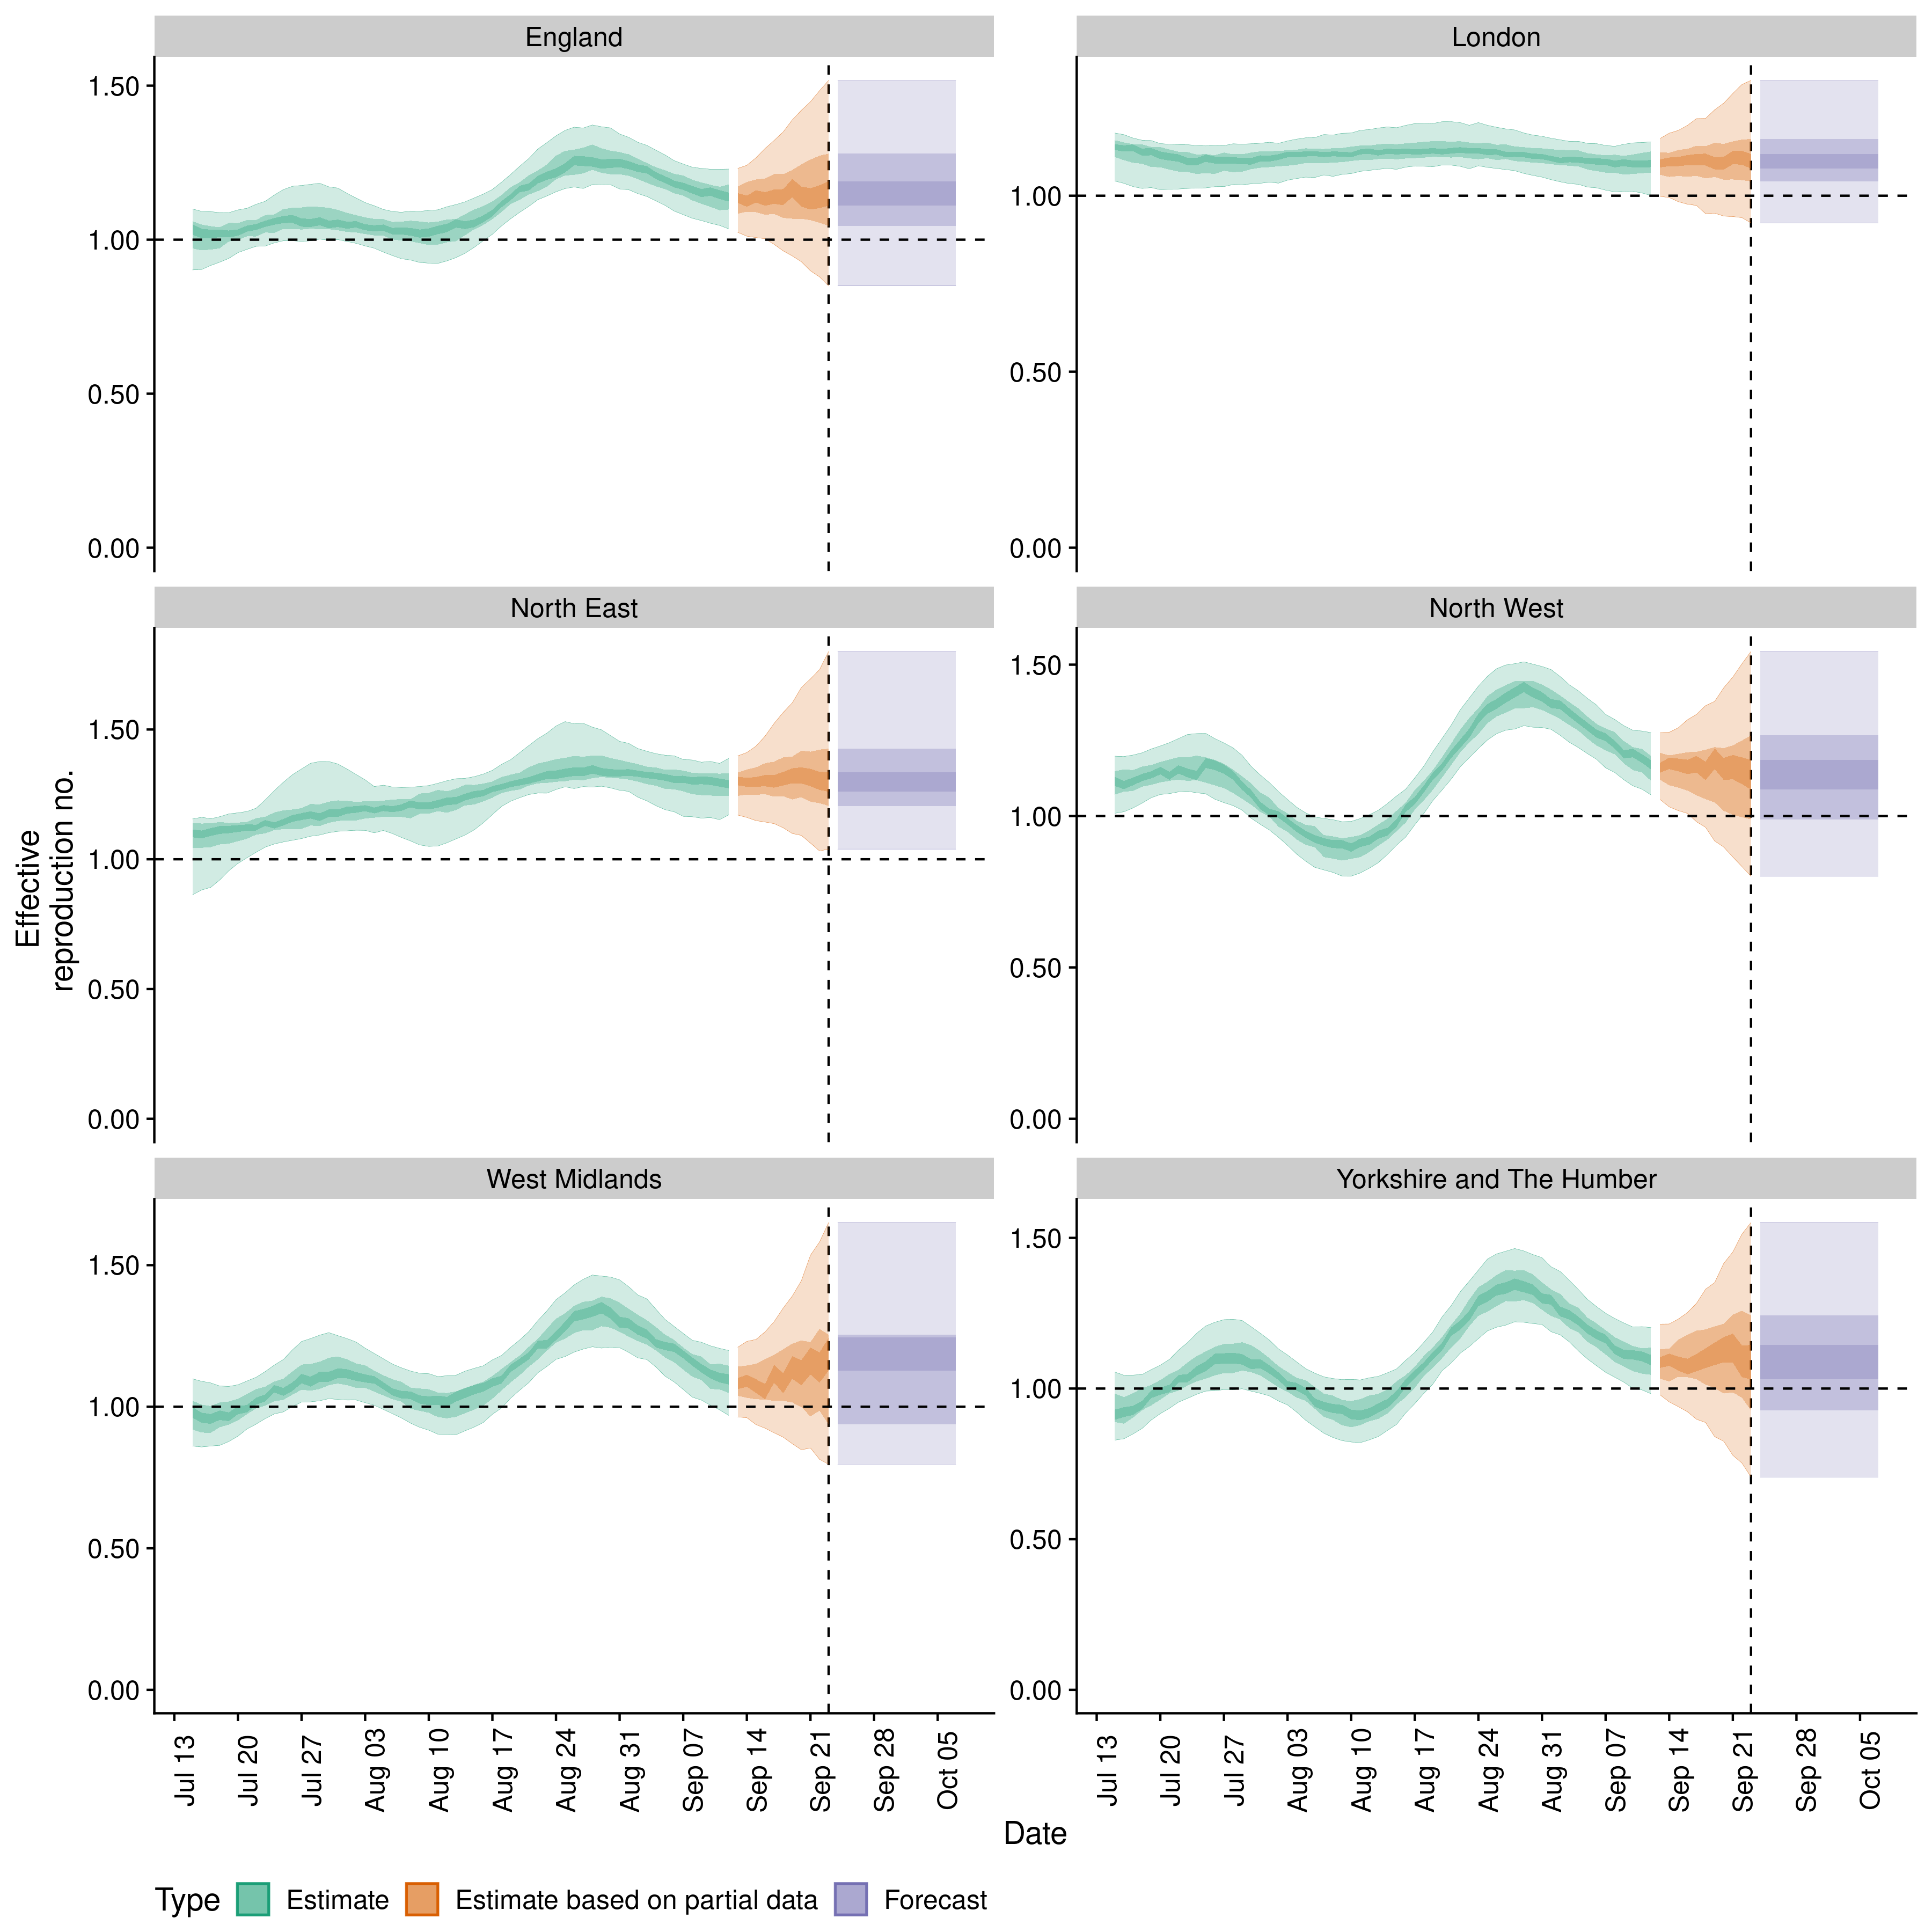 England
London
1.50
1.00
0.50
0.00
1.00
0.50
0.00
North East
North West
1.50
1.00
0.50
0.00
1.50
1.00
0.50
0.00
Effective
reproduction no.
West Midlands
Yorkshire and The Humber
1.50
1.00
0.50
0.00
1.50
1.00
0.50
0.00
Jul 13
Jul 20
Jul 27
Aug 03
Aug 10
Aug 17
Aug 24
Aug 31
Sep 07
Sep 14
Sep 21
Sep 28
Oct 05
Jul 13
Jul 20
Jul 27
Aug 03
Aug 10
Aug 17
Aug 24
Aug 31
Sep 07
Sep 14
Sep 21
Sep 28
Oct 05
Date
Type Estimate Estimate based on partial data Forecast